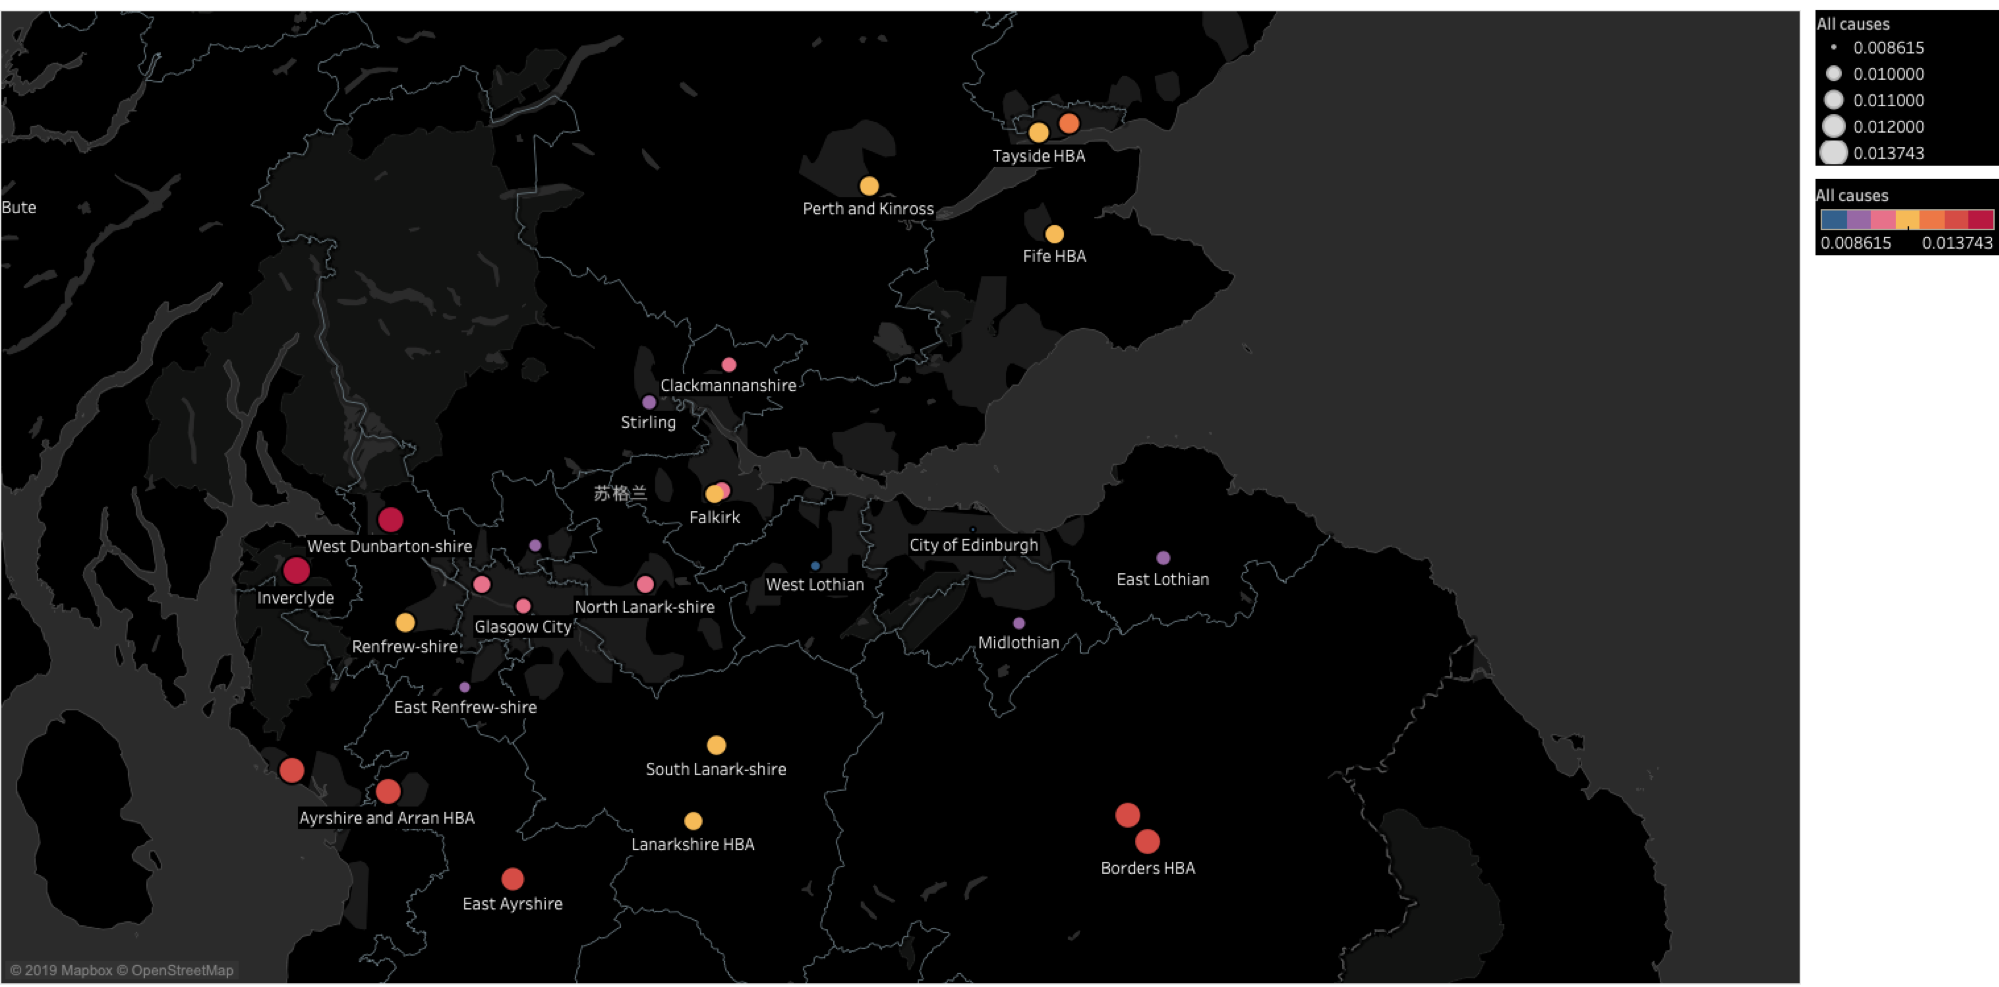 All causes
0.008615
0.010000
0.011000
0.012000
0.013743
All causes
0.008615 0.013743
Tayside HBA
Bute
Perth and Kinross
Fife HBA
Clackmannanshire
Stirling
苏格兰
Falkirk
West Dunbarton-shire
City of Edinburgh
West Lothian
East Lothian
Inverclyde
North Lanark-shire
Glasgow City
Renfrew-shire
Midlothian
East Renfrew-shire
South Lanark-shire
Ayrshire and Arran HBA
Lanarkshire HBA
Borders HBA
East Ayrshire
© 2019 Mapbox © OpenStreetMap